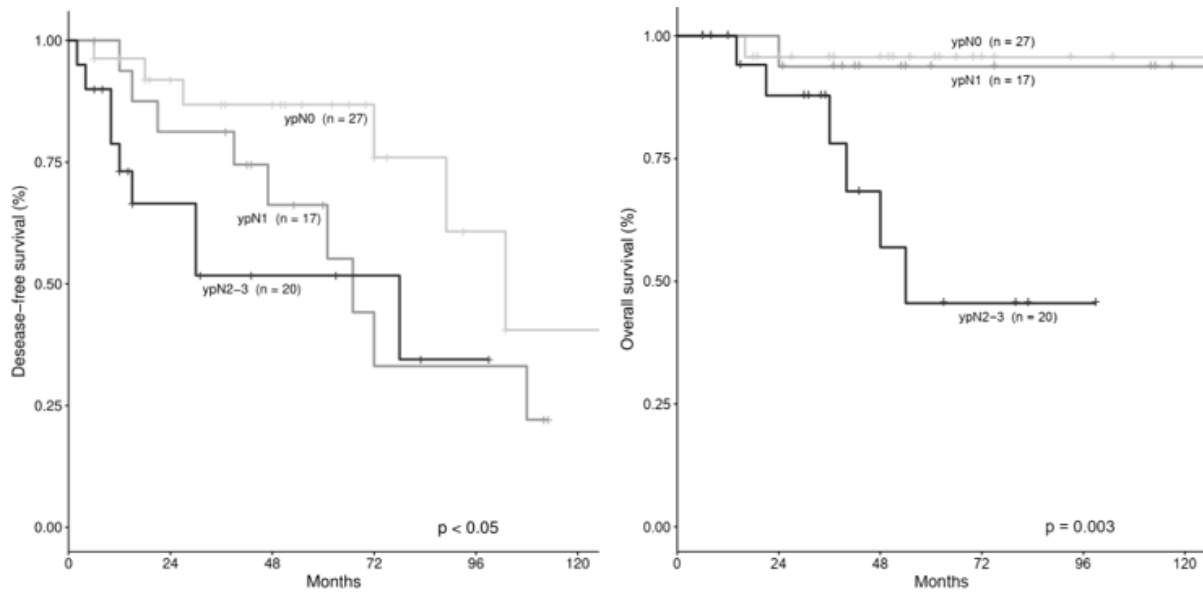 Desease-free survival (%)
1.00
0.75
0.50
0.25
0.00
ypN0 (n = 27)
ypN1 (n = 17)
ypN2-3 (n = 20)
p < 0.05
0 24 48 72 96 120
Months
Overall survival (%)
1.00
0.75
0.50
0.25
0.00
ypN0 (n = 27)
ypN1 (n = 17)
ypN2-3 (n = 20)
p = 0.003
0 24 48 72 96 120
Months